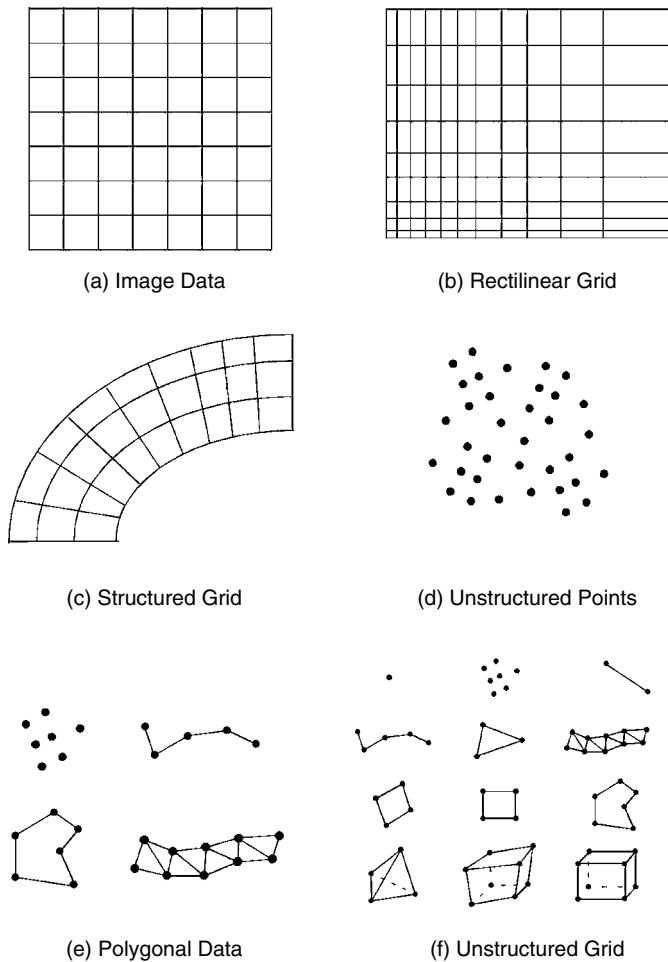 (a) Image Data
(b) Rectilinear Grid
(c) Structured Grid
(d) Unstructured Points
(e) Polygonal Data
(f) Unstructured Grid